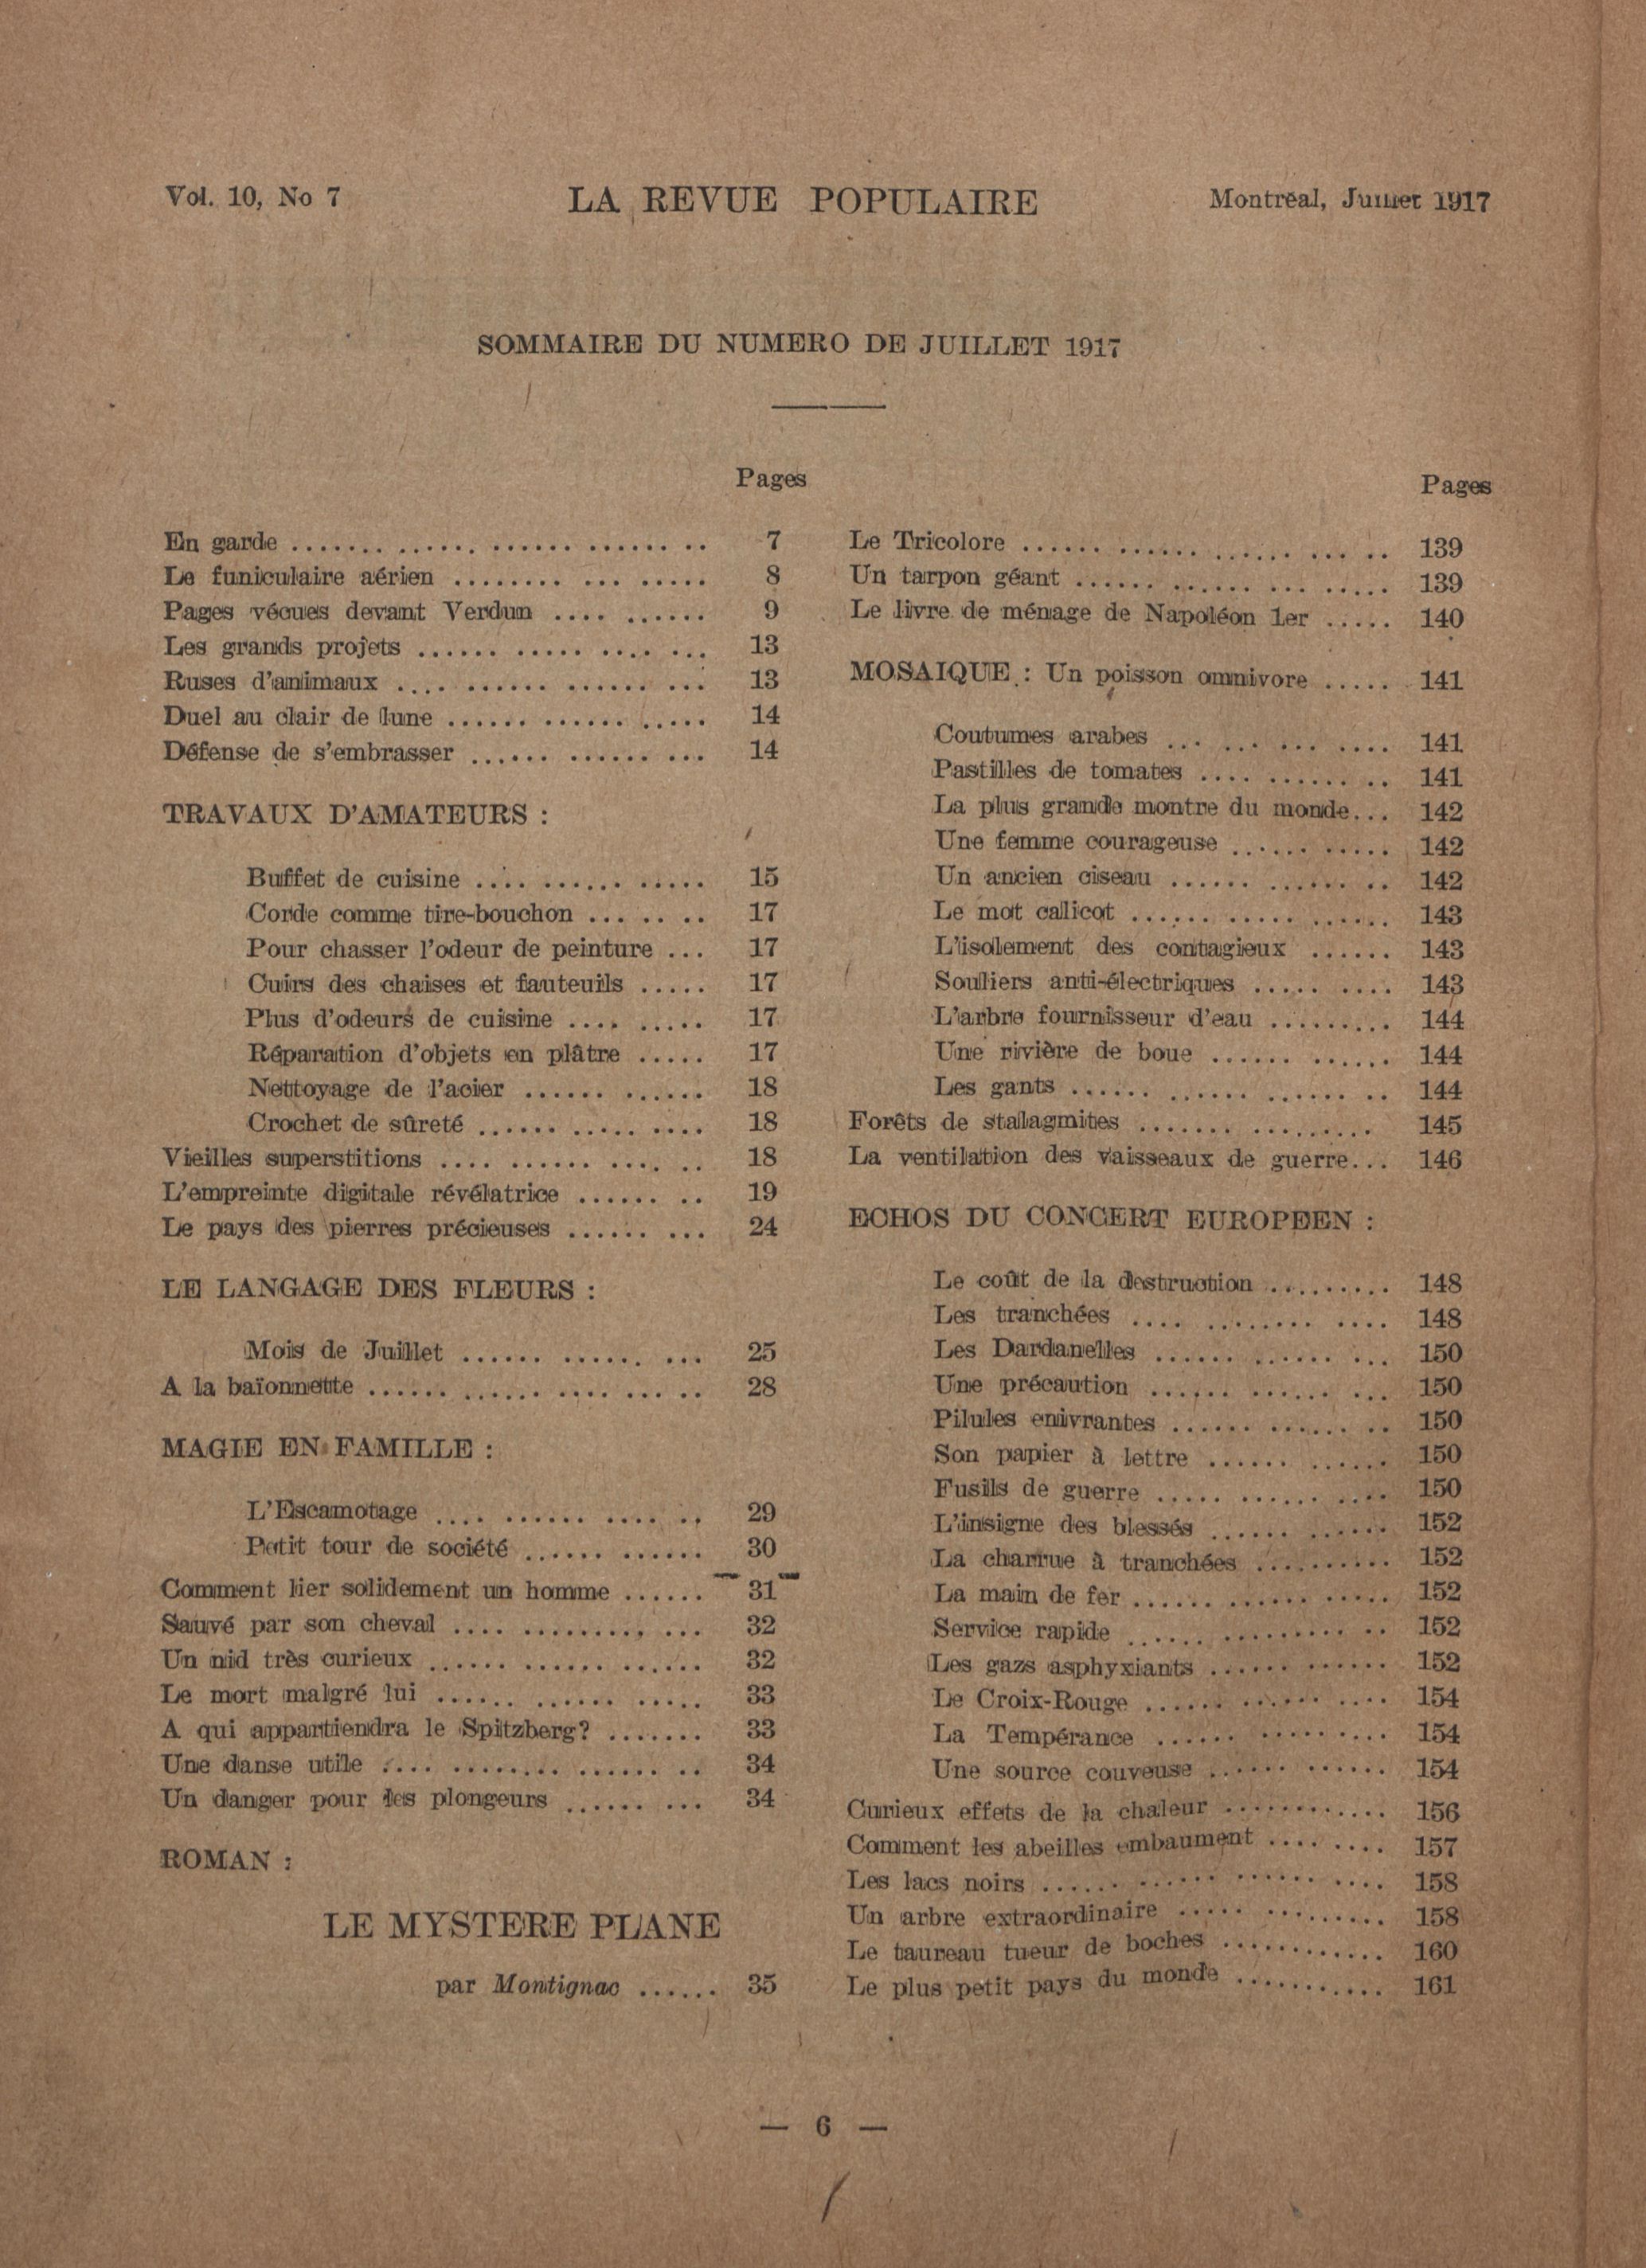 Vol. 10, No 7
LA REVUE POPULAIRE
Montréal, Juillet 1917
SOMMAIRE DU NUMERO DE JUILLET 1917
Pages
En garde ....... ...... ...... ....... .. 7
Le funiculaire aérien ........ ... ..... 8
Pages vécues devant Verdun .... ...... 9
Les grands projets ...... ..... .... ... 13
Ruses d'animaux .... ...... ...... ... 13
Duel au clair de lune ...... ...... ..... 14
Défense de s'embrasser ...... ...... ... 14
TRAVAUX D'AMATEURS :
Buffet de cuisine .... ...... ..... 15
Corde comme tire-bouchon ... .. .. 17
Pour chasser l'odeur de peinture ... 17
Cuirs des chaises et fauteuils ..... 17
Plus d'odeurs de cuisine .... ..... 17
Réparation d'objets en plâtre ..... 17
Nettoyage de l'acier ...... ...... 18
Crochet de sûreté ...... ..... .... 18
Vieilles superstitions .... ...... .... .. 18
L'empreinte digitale révélatrice ...... .. 19
Le pays des pierres précieuses ...... ... 24
LE LANGAGE DES FLEURS :
Mois de Juillet ...... ...... ... 25
A la baïonnette ...... ...... .... ... .. 28
MAGIE EN FAMILLE :
L'Escamotage .... ...... .... .. 29
Petit tour de société ...... ...... 30
Comment lier solidement un homme ...... 31
Sauvé par son cheval .... ......... ... 32
Un nid très curieux ...... ...... ...... 32
Le mort malgré lui ...... ...... ..... 33
A qui appartiendra le Spitzberg? ....... 33
Une danse utile .... ........ ...... .. 34
Un danger pour les plongeurs ...... ... 34
ROMAN :
LE MYSTERE PLANE
par Montignac ...... 35
Pages
Le Tricolore ...... ...... ...... ... .. 139
Un tarpon géant ...... ...... ... ..... 139
Le livre de ménage de Napoléon 1er ..... 140
MOSAIQUE : Un poisson omnivore ..... 141
Coutumes arabes ... ... ... .... 141
Pastilles de tomates .... ...... .. 141
La plus grande montre du monde... 142
Une femme courageuse ...... ..... 142
Un ancien oiseau ...... ...... .. 142
Le mot calicot ...... ..... ...... 143
L'isolement des contagieux ...... 143
Souliers anti-électriques ..... .... 143
L'arbre fournisseur d'eau ......... 144
Une rivière de boue ...... ...... 144
Les gants ...... ...... ...... .. 144
Forêts de stalagmites ....... ......... 145
La ventilation des vaisseaux de guerre... 146
ECHOS DU CONCERT EUROPEEN :
Le coût de la destruction ......... 148
Les tranchées .... ........ .... 148
Les Dardanelles ...... ...... ... 150
Une précaution ...... ...... ... 150
Pilules enivrantes ...... ...... .. 150
Son papier à lettre ...... ...... 150
Fusils de guerre ..... ...... .... 150
L'insigne des blessés ...... ...... 152
La charrue à tranchées .......... 152
La main de fer ...... ...... ..... 152
Service rapide ...... ......... .. 152
Les gazs asphyxiants ...... ...... 152
Le Croix-Rouge ...... ...... .... 154
La Tempérance ...... ...... .... 154
Une source couveuse ...... ...... 154
Curieux effets de la chaleur ............ 156
Comment les abeilles embaument .... .... 157
Les lacs noirs ...... ...... ...... .... 158
Un arbre extraordinaire ..... ......... 158
Le taureau tueur de boches ............ 160
Le plus petit pays du monde ........... 161
— 6 —